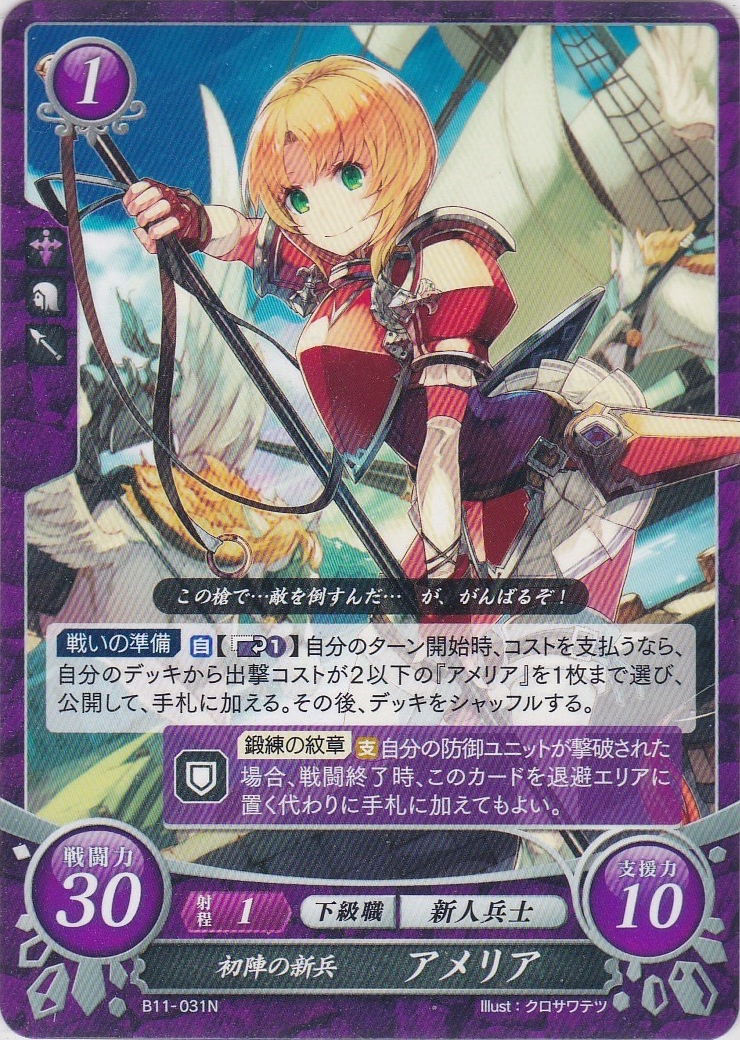 1
この槍で…敵を倒すんだ… が、がんばるぞ！
戦いの準備 自【 1】自分のターン開始時、コストを支払うなら、
自分のデッキから出撃コストが2以下の『アメリア』を1枚まで選び、
公開して、手札に加える。その後、デッキをシャッフルする。
鍛練の紋章 支 自分の防御ユニットが撃破された
場合、戦闘終了時、このカードを退避エリアに
置く代わりに手札に加えてもよい。
戦闘力
30
射程 1
下級職 新人兵士
支援力
10
初陣の新兵 アメリア
B11-031N
Illust：クロサワテツ